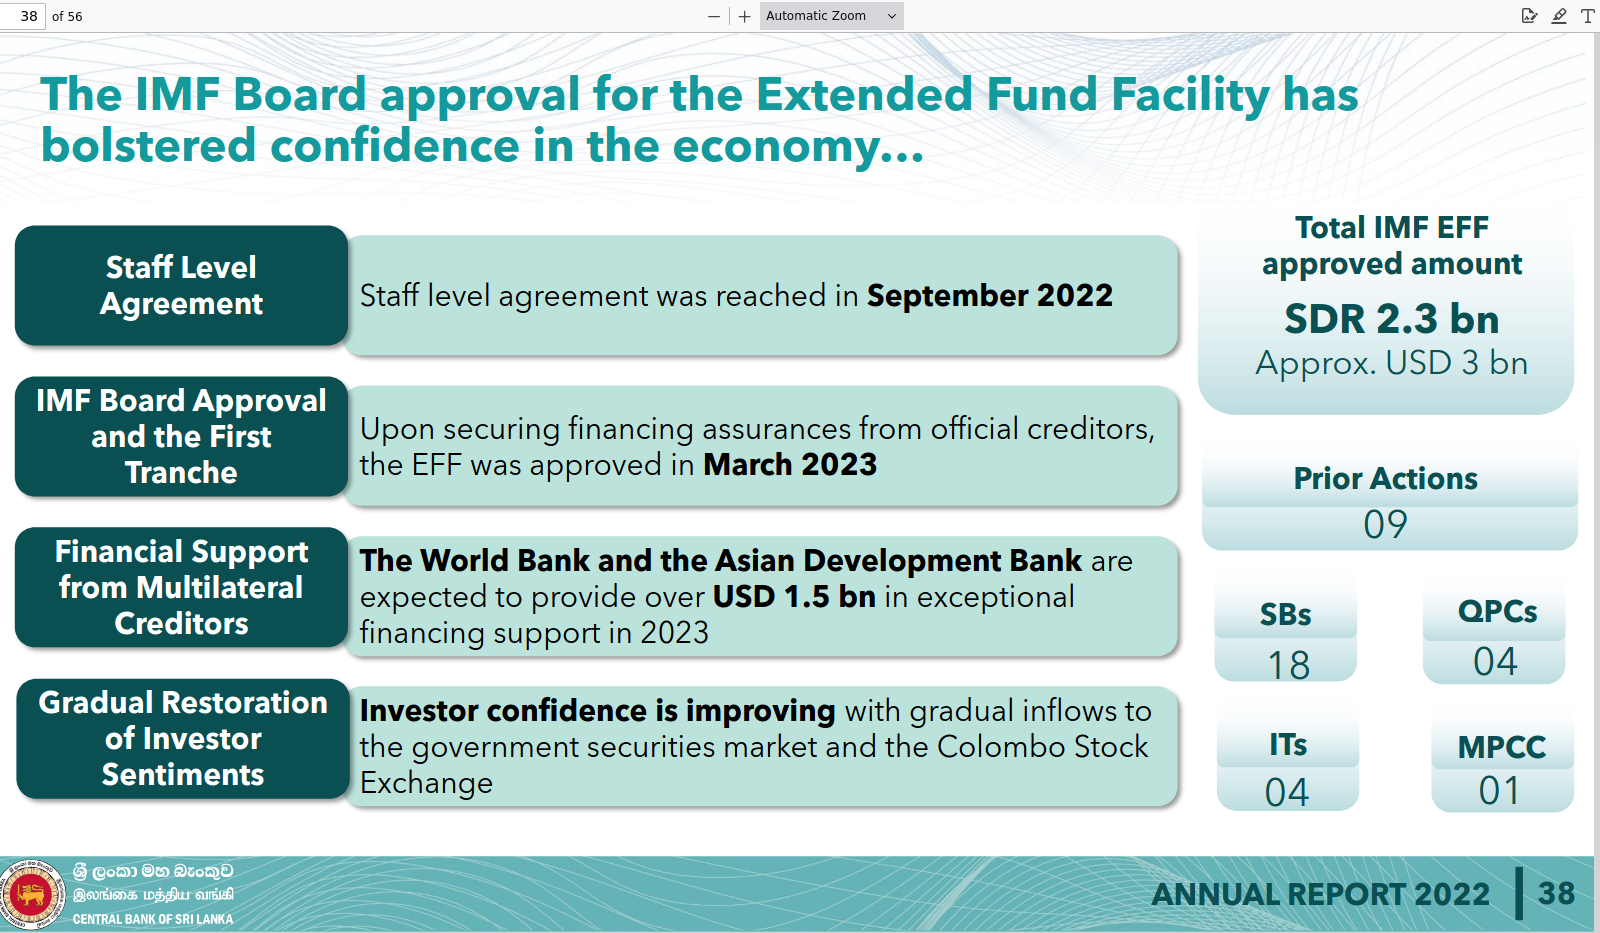 38 of 56
Automatic Zoom
The IMF Board approval for the Extended Fund Facility has
bolstered confidence in the economy...
Staff Level
Agreement
Staff level agreement was reached in September 2022
IMF Board Approval
and the First
Tranche
Upon securing financing assurances from official creditors,
the EFF was approved in March 2023
Financial Support
from Multilateral
Creditors
The World Bank and the Asian Development Bank are
expected to provide over USD 1.5 bn in exceptional
financing support in 2023
Gradual Restoration
of Investor
Sentiments
Investor confidence is improving with gradual inflows to
the government securities market and the Colombo Stock
Exchange
Total IMF EFF
approved amount
SDR 2.3 bn
Approx. USD 3 bn
Prior Actions
09
SBs
18
QPCs
04
ITs
04
MPCC
01
ශ්‍රී ලංකා මහ බැංකුව
இலங்கை மத்திய வங்கி
CENTRAL BANK OF SRI LANKA
ANNUAL REPORT 2022
38